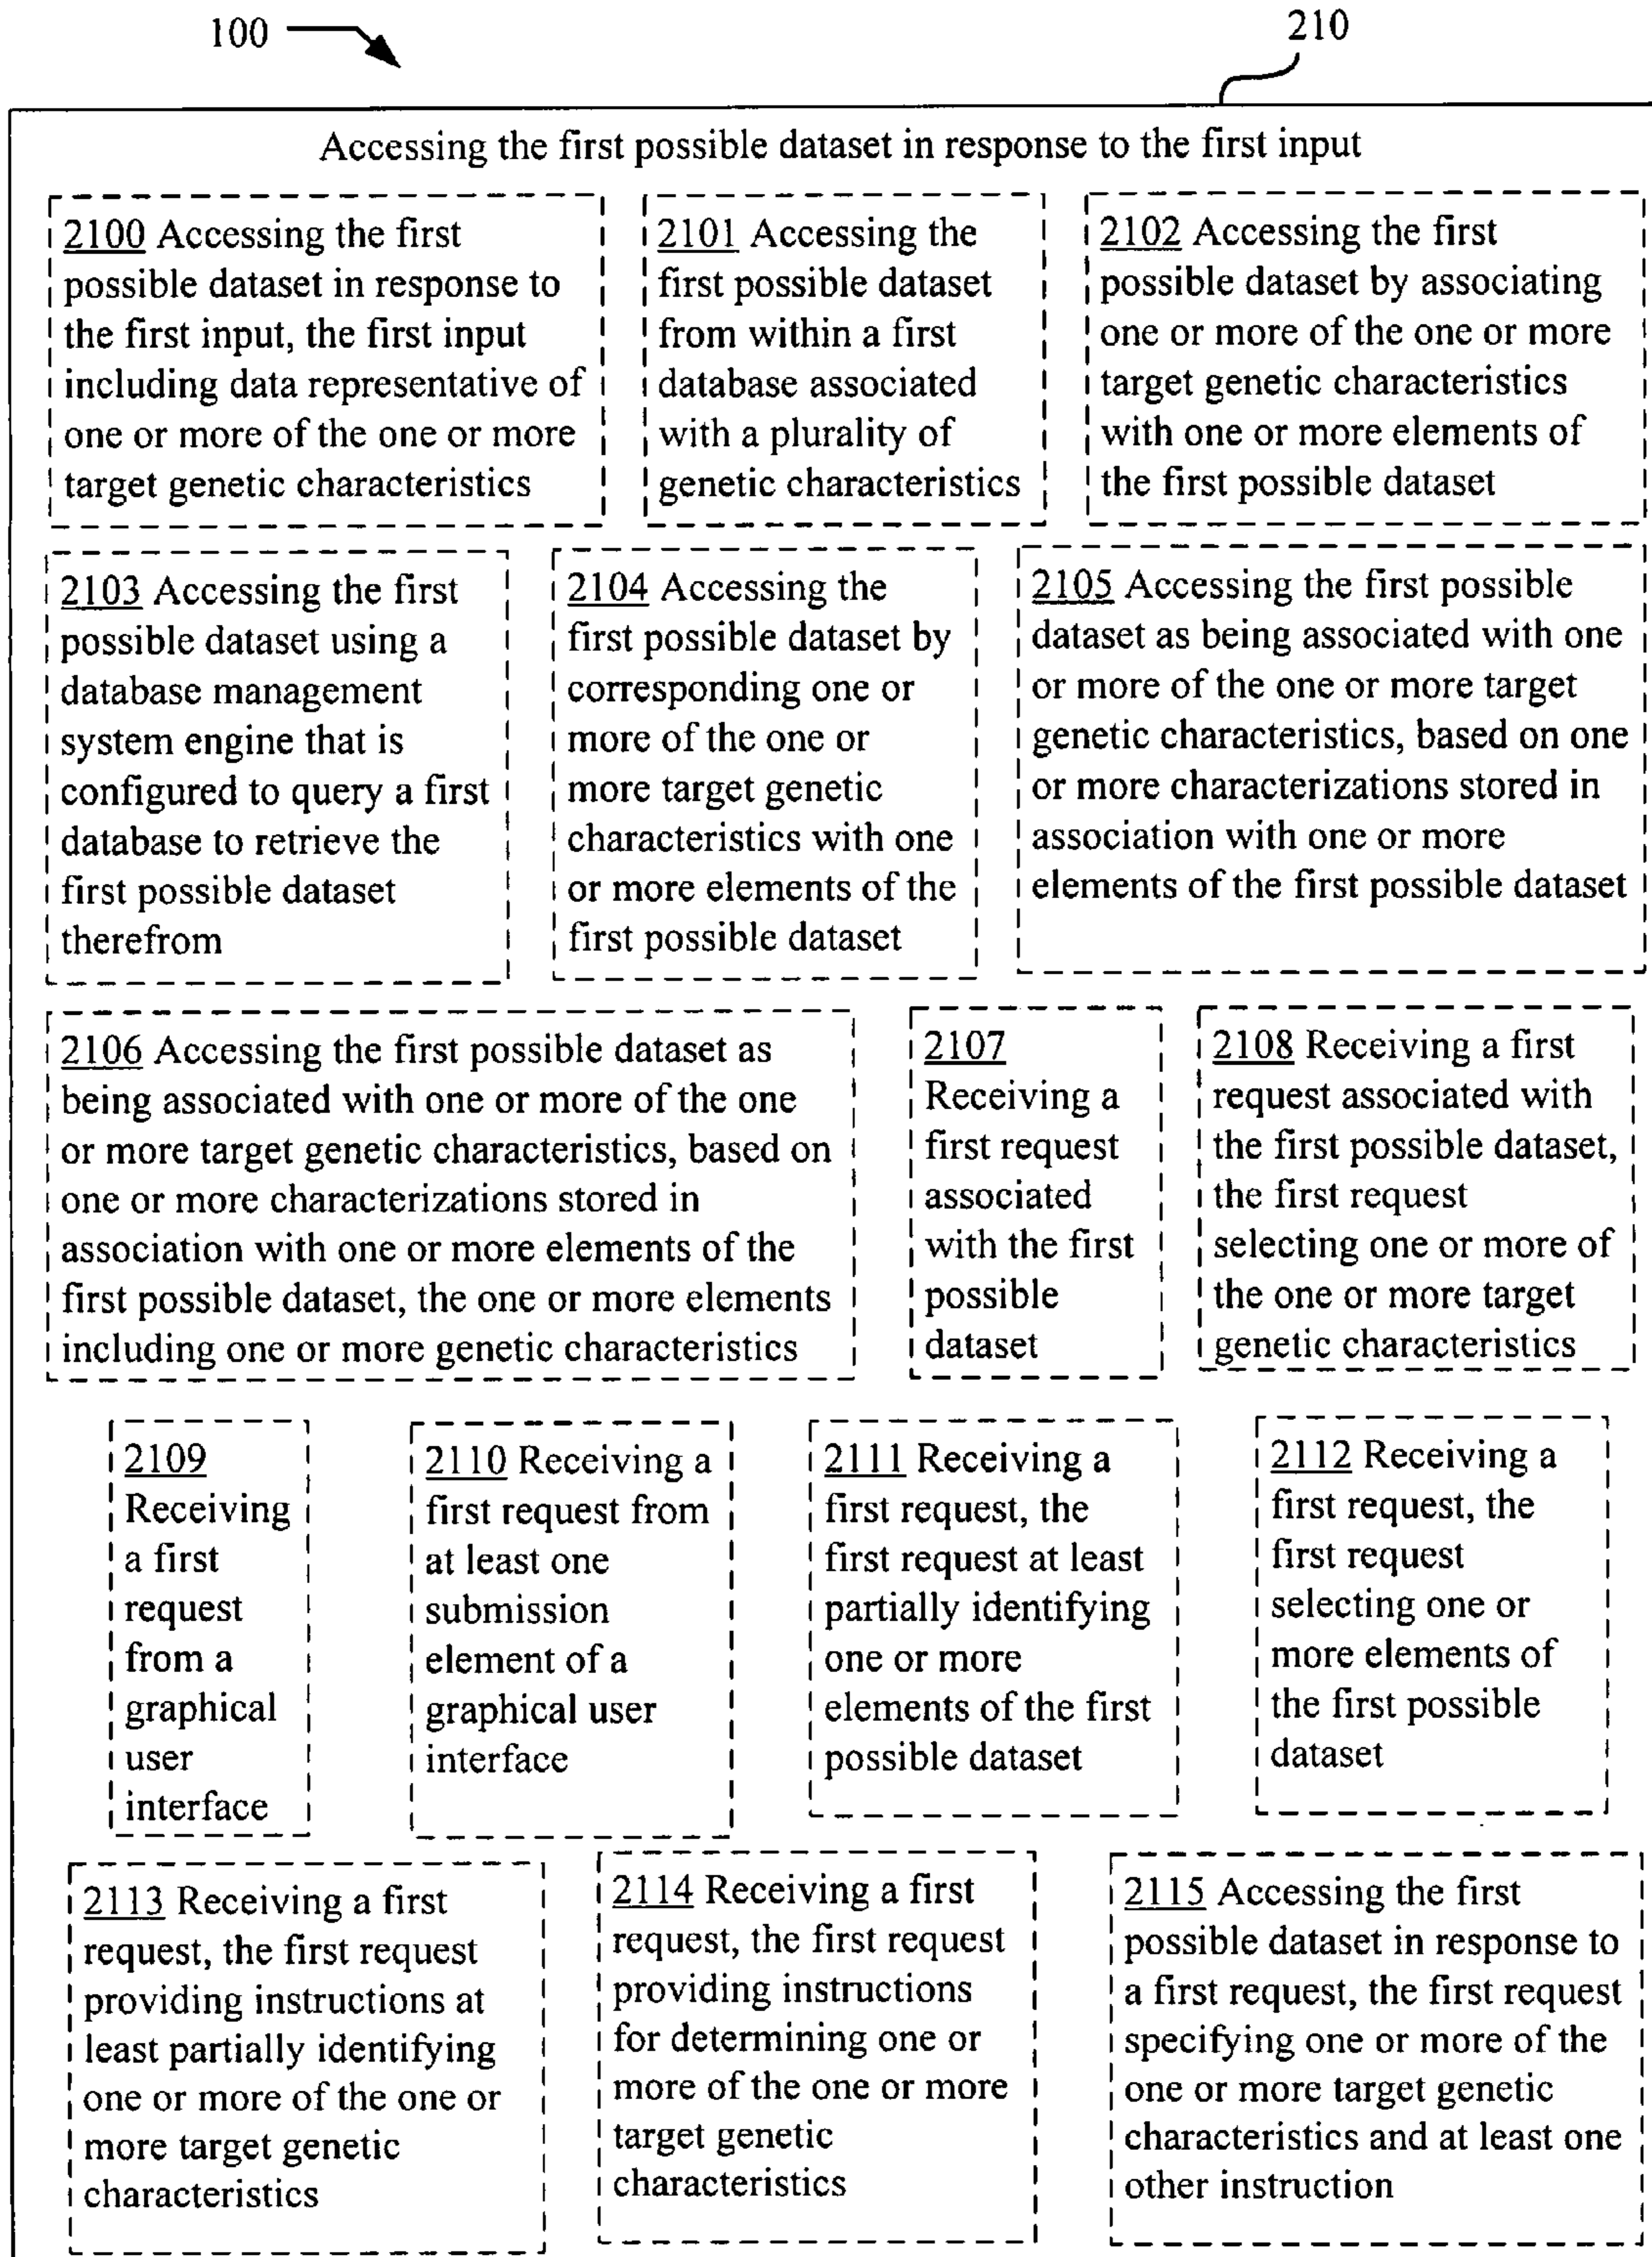 100
210
Accessing the first possible dataset in response to the first input
2100 Accessing the first
possible dataset in response to
the first input, the first input
including data representative of
one or more of the one or more
target genetic characteristics
2101 Accessing the
first possible dataset
from within a first
database associated
with a plurality of
genetic characteristics
2102 Accessing the first
possible dataset by associating
one or more of the one or more
target genetic characteristics
with one or more elements of
the first possible dataset
2103 Accessing the first
possible dataset using a
database management
system engine that is
configured to query a first
database to retrieve the
first possible dataset
therefrom
2104 Accessing the
first possible dataset by
corresponding one or
more of the one or
more target genetic
characteristics with one
or more elements of the
first possible dataset
2105 Accessing the first possible
dataset as being associated with one
or more of the one or more target
genetic characteristics, based on one
or more characterizations stored in
association with one or more
elements of the first possible dataset
2106 Accessing the first possible dataset as
being associated with one or more of the one
or more target genetic characteristics, based on
one or more characterizations stored in
association with one or more elements of the
first possible dataset, the one or more elements
including one or more genetic characteristics
2107
Receiving a
first request
associated
with the first
possible
dataset
2108 Receiving a first
request associated with
the first possible dataset,
the first request
selecting one or more of
the one or more target
genetic characteristics
2109
Receiving
a first
request
from a
graphical
user
interface
2110 Receiving a
first request from
at least one
submission
element of a
graphical user
interface
2111 Receiving a
first request, the
first request at least
partially identifying
one or more
elements of the first
possible dataset
2112 Receiving a
first request, the
first request
selecting one or
more elements of
the first possible
dataset
2113 Receiving a first
request, the first request
providing instructions at
least partially identifying
one or more of the one or
more target genetic
characteristics
2114 Receiving a first
request, the first request
providing instructions
for determining one or
more of the one or more
target genetic
characteristics
2115 Accessing the first
possible dataset in response to
a first request, the first request
specifying one or more of the
one or more target genetic
characteristics and at least one
other instruction